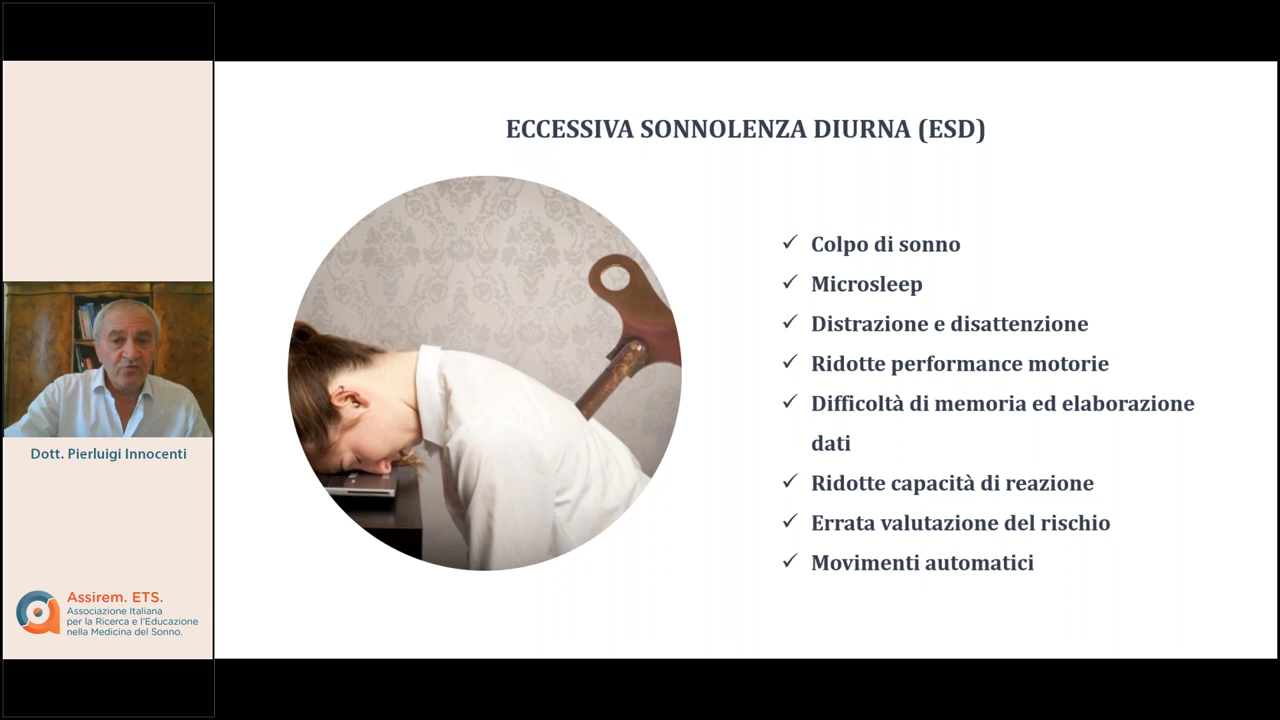 ECCESSIVA SONNOLENZA DIURNA (ESD)
Colpo di sonno
Microsleep
Distrazione e disattenzione
Ridotte performance motorie
Difficoltà di memoria ed elaborazione
dati
Ridotte capacità di reazione
Errata valutazione del rischio
Movimenti automatici
Dott. Pierluigi Innocenti
Assirem. ETS.
Associazione Italiana
per la Ricerca e l'Educazione
nella Medicina del Sonno.